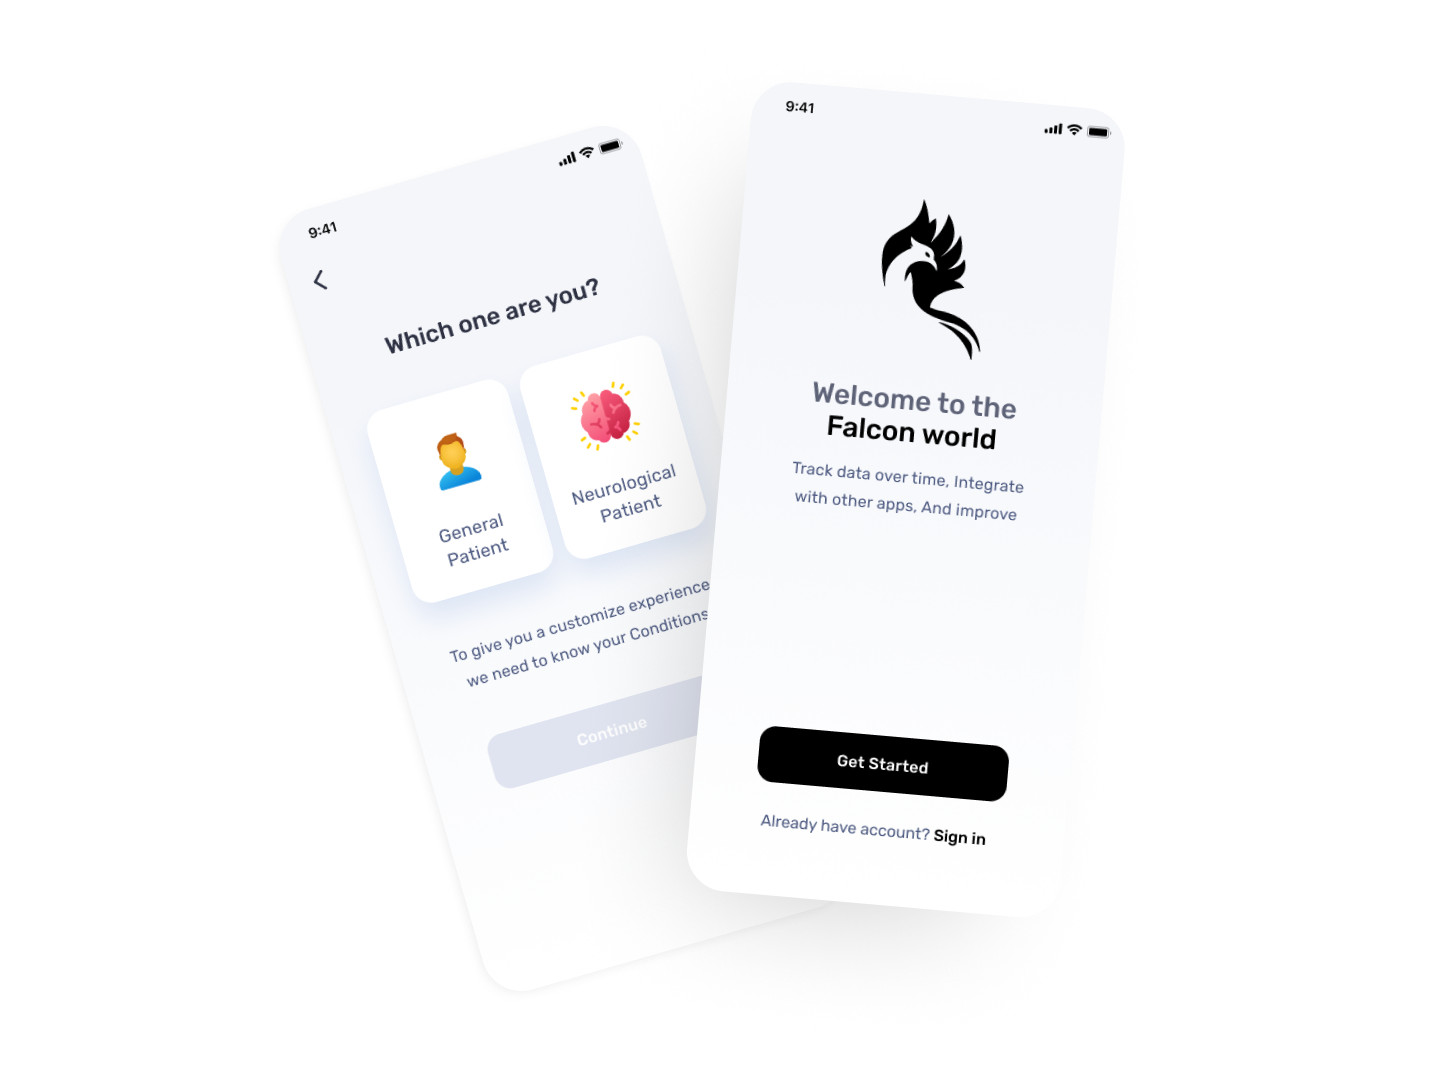 9:41
Which one are you?
General
Patient
Neurological
Patient
To give you a customize experience
we need to know your Conditions
Continue
9:41
Welcome to the
Falcon world
Track data over time, Integrate
with other apps, And improve
Get Started
Already have account? Sign in